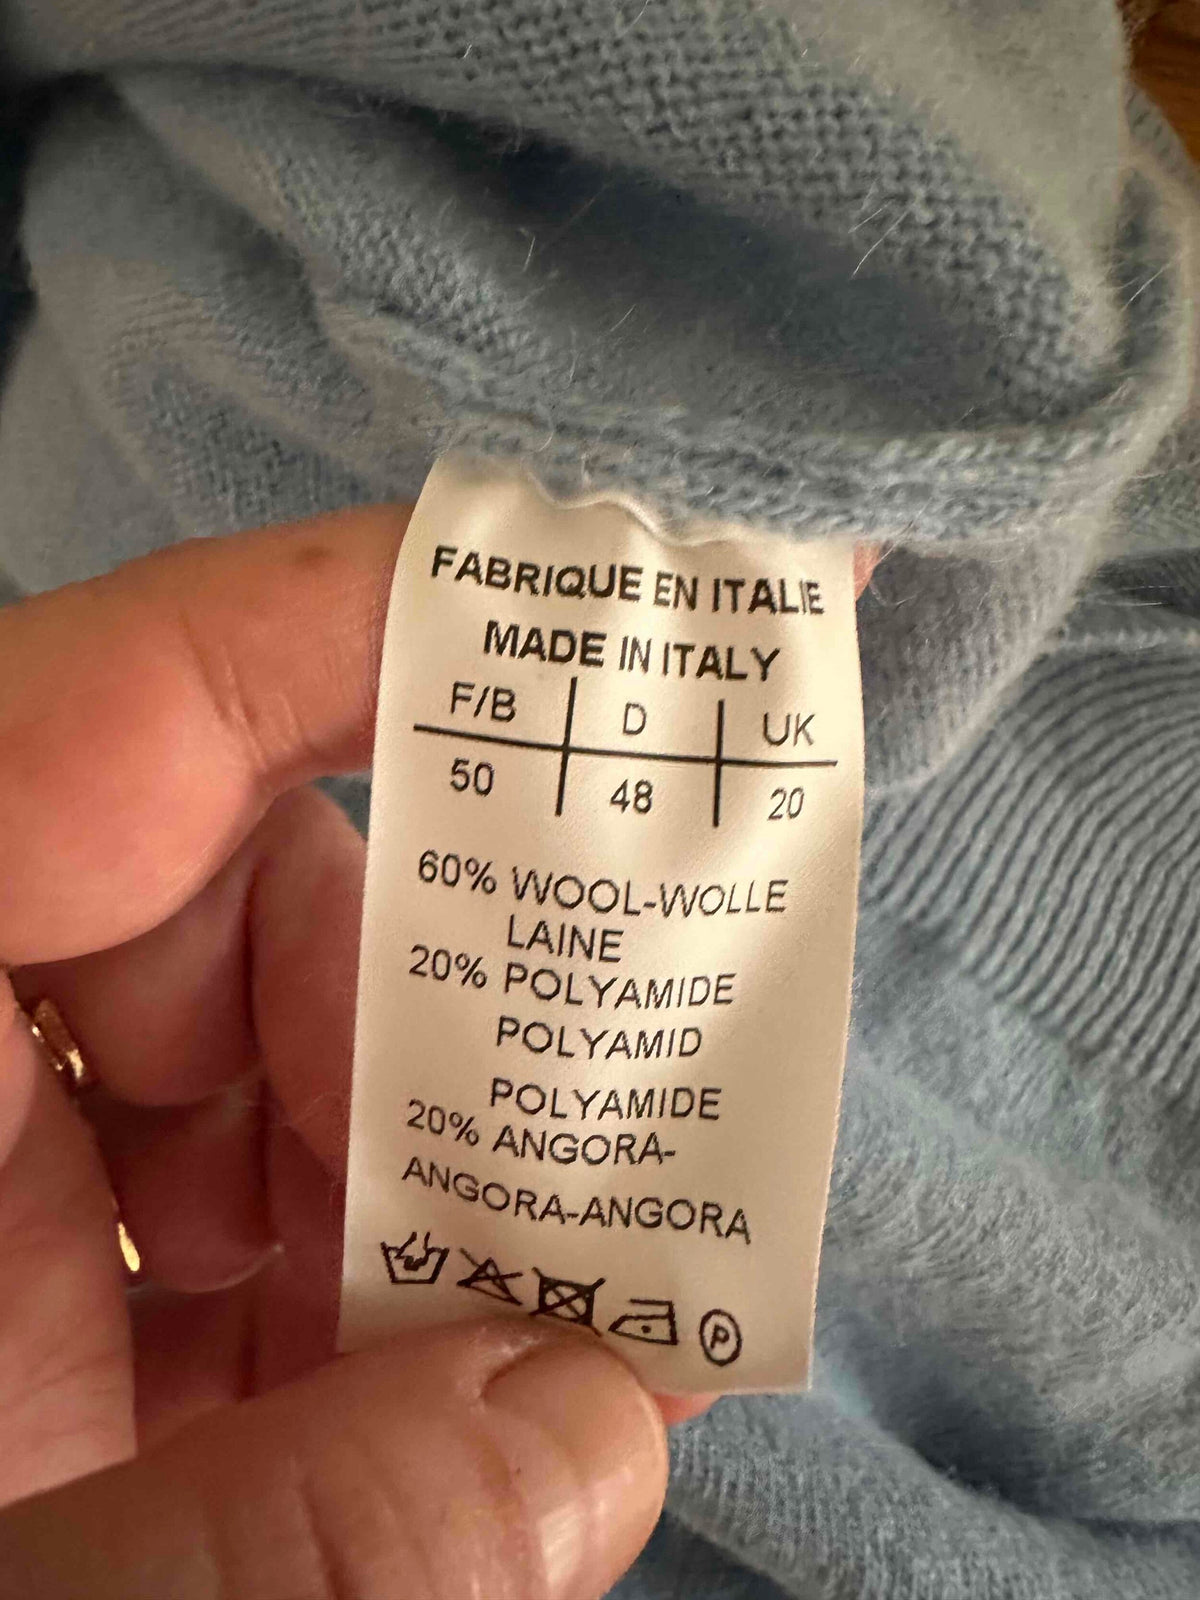 FABRIQUE EN ITALIE
MADE IN ITALY
F/B D UK
50 48 20
60% WOOL-WOLLE
LAINE
20% POLYAMIDE
POLYAMID
POLYAMIDE
20% ANGORA-
ANGORA-ANGORA
P